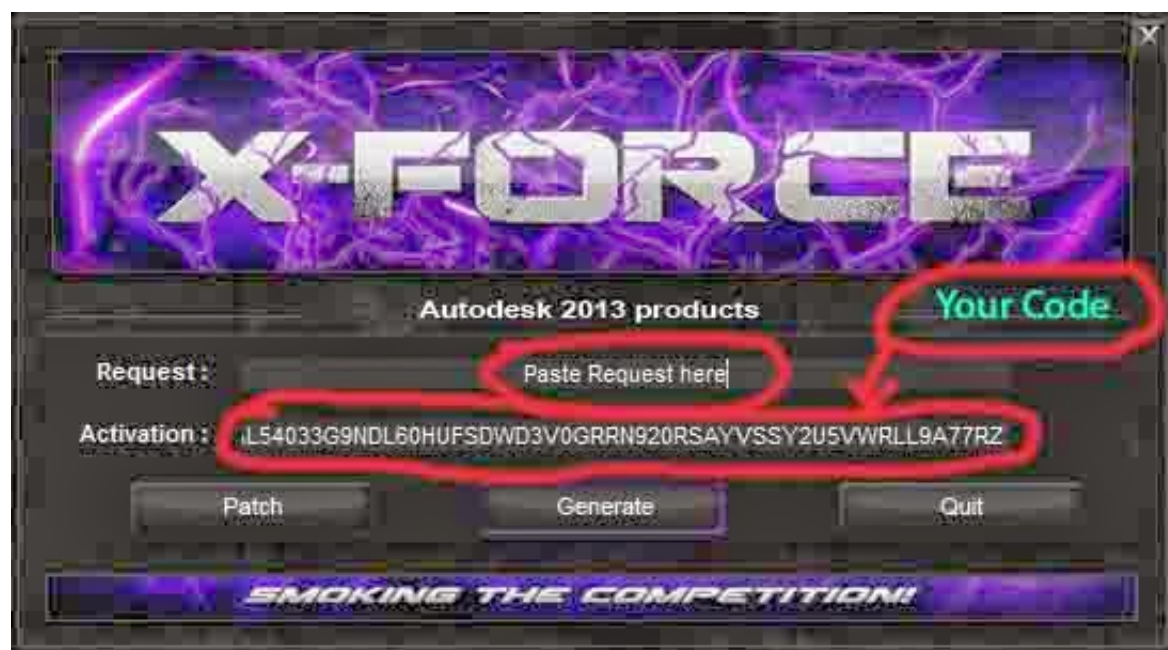 X-FORCE
Autodesk 2013 products
Your Code
Request : Paste Request here
Activation : L54033G9NDL60HUFSDWD3V0GRRN920RSAYVSSY2U5VWRLL9A77RZ
Patch Generate Quit
SMOKING THE COMPETITION!